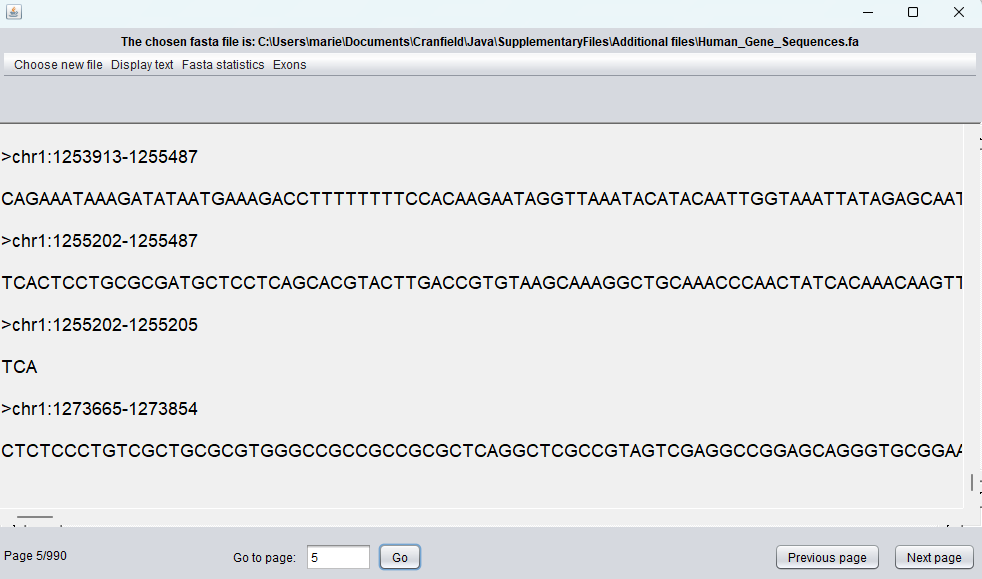 The chosen fasta file is: C:\Users\marie\Documents\Cranfield\Java\SupplementaryFiles\Additional files\Human_Gene_Sequences.fa
Choose new file Display text Fasta statistics Exons
>chr1:1253913-1255487
CAGAAATAAAGATATAATGAAAGACCTTTTTTTTCCACAAGAATAGGTTAAATACATACAATTGGTAAATTATAGAGCAAT
>chr1:1255202-1255487
TCACTCCTGCGCGATGCTCCTCAGCACGTACTTGACCGTGTAAGCAAAGGCTGCAAACCCAACTATCACAAACAAGTT
>chr1:1255202-1255205
TCA
>chr1:1273665-1273854
CTCTCCCTGTCGCTGCGCGTGGGCCGCCGCCGCGCTCAGGCTCGCCGTAGTCGAGGCCGGAGCAGGGTGCGGAA
Page 5/990 Go to page: 5 Go Previous page Next page